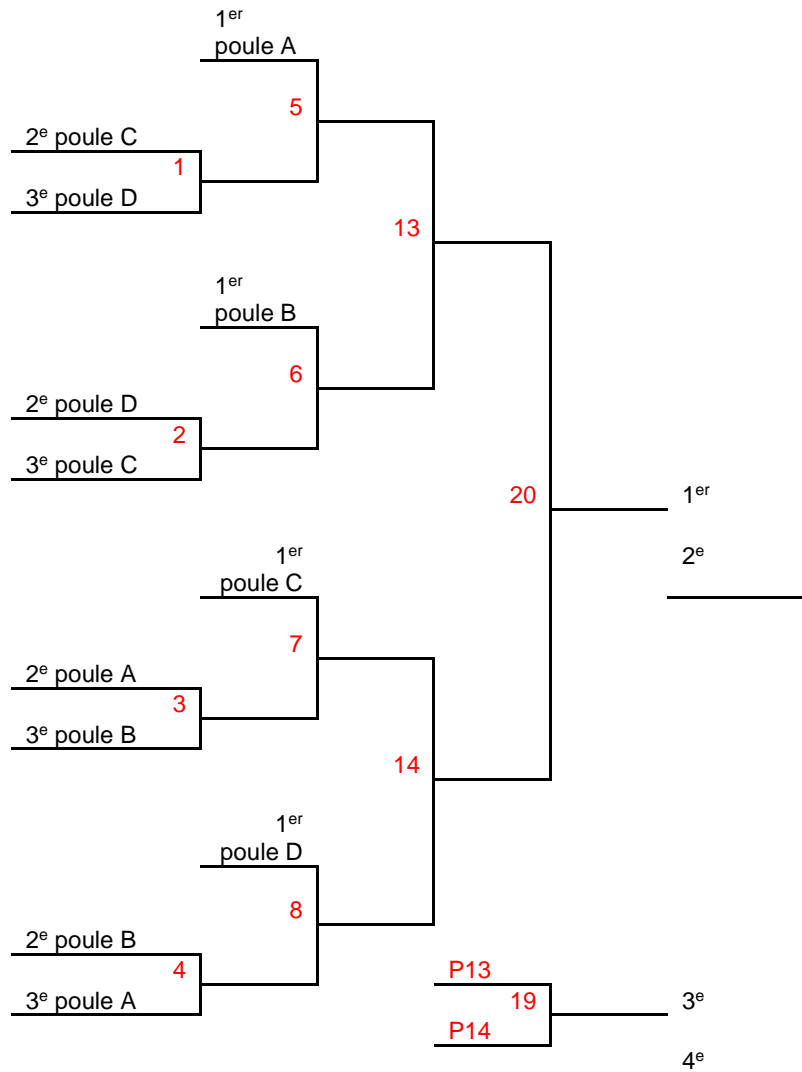 1er
poule A
5
2e poule C
1
3e poule D
13
1er
poule B
6
2e poule D
2
3e poule C
20
1er
2e
1er
poule C
7
2e poule A
3
3e poule B
14
1er
poule D
8
2e poule B
4
3e poule A
P13
19
3e
P14
4e